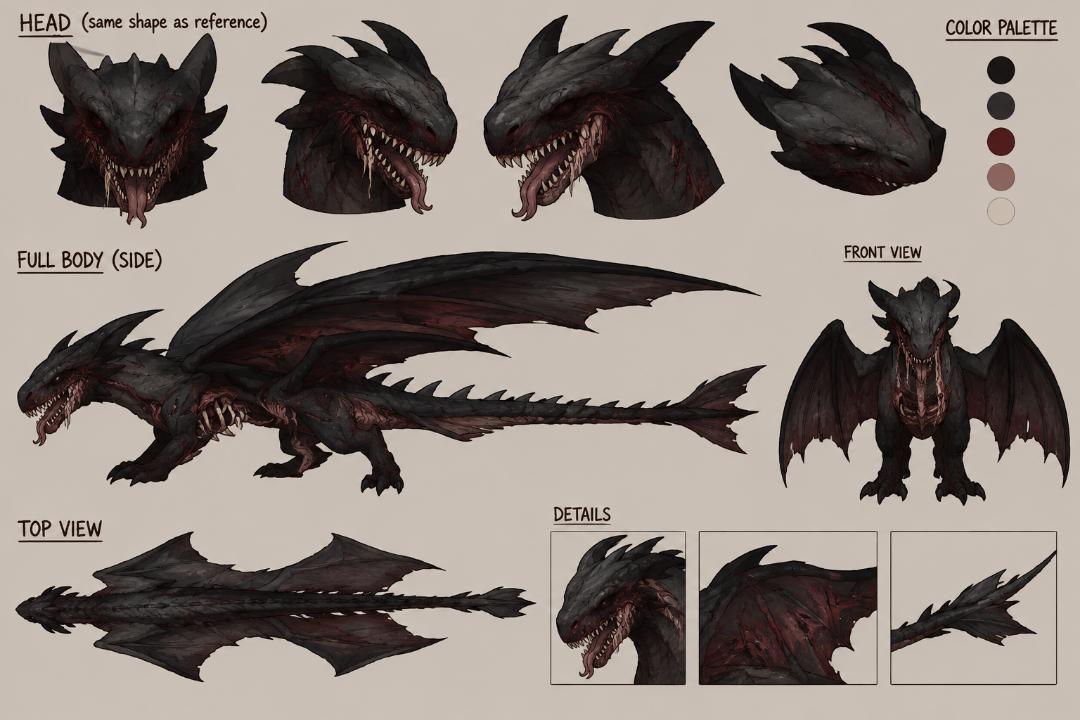 HEAD (same shape as reference)
COLOR PALETTE
FULL BODY (SIDE)
FRONT VIEW
TOP VIEW
DETAILS